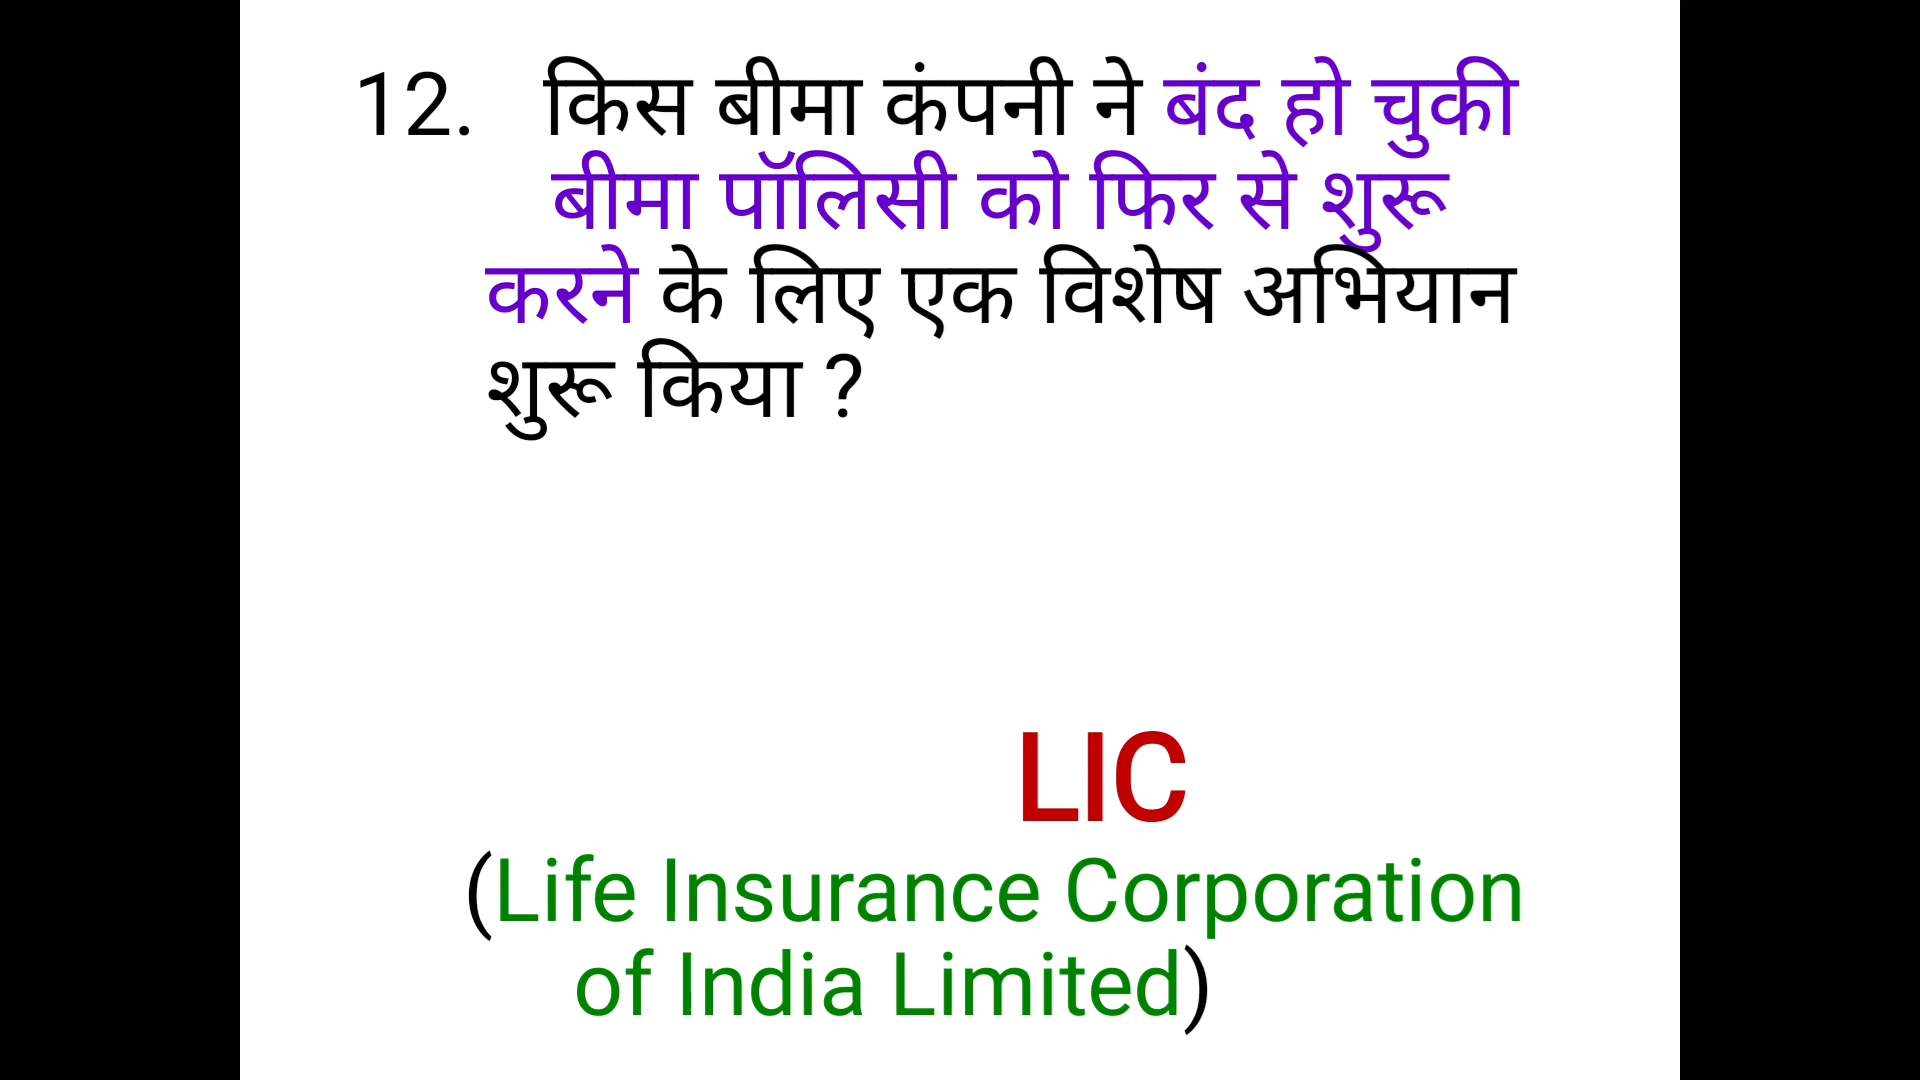 12. किस बीमा कंपनी ने बंद हो चुकी
बीमा पॉलिसी को फिर से शुरू
करने के लिए एक विशेष अभियान
शुरू किया ?
LIC
(Life Insurance Corporation
of India Limited)